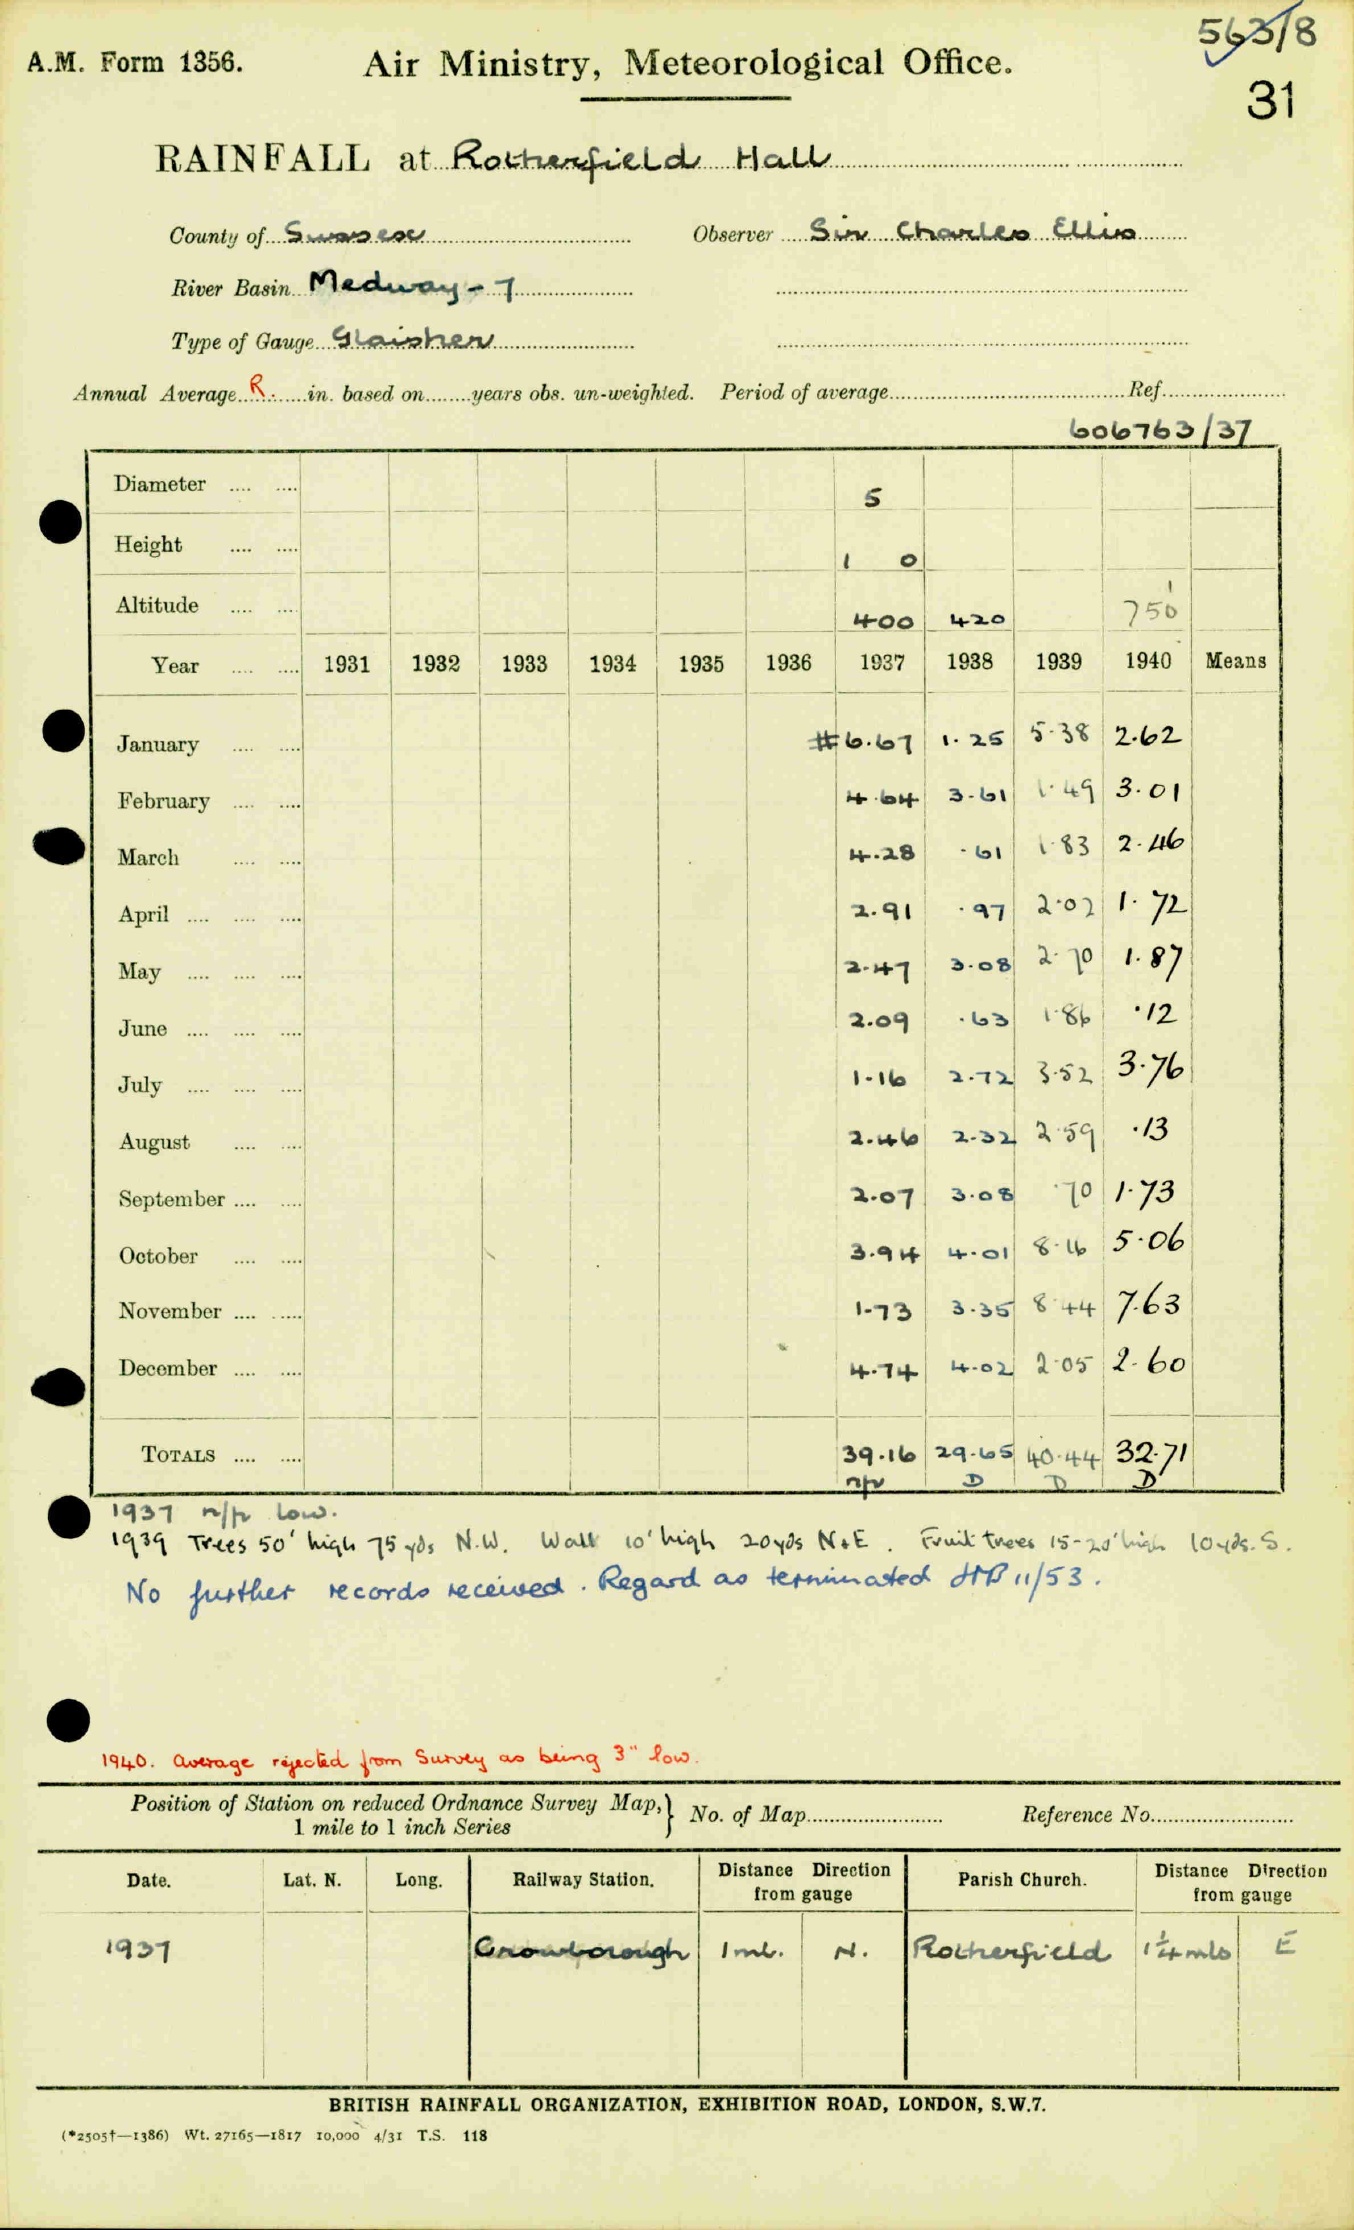 563/8
A.M. Form 1356. Air Ministry, Meteorological Office.
31
RAINFALL at Rotherfield Hall
County of Sussex Observer Sir Charles Ellis
River Basin Medway - 7
Type of Gauge Glaisher
Annual Average R. in. based on years obs. un-weighted. Period of average Ref.
606763/37
Diameter 5
Height 1 0
Altitude 400 420 750'
Year 1931 1932 1933 1934 1935 1936 1937 1938 1939 1940 Means
January #6.67 1.25 5.38 2.62
February 4.64 3.61 1.49 3.01
March 4.28 .61 1.83 2.46
April 2.91 .97 2.02 1.72
May 2.47 3.08 2.70 1.87
June 2.09 .63 1.86 .12
July 1.16 2.72 3.52 3.76
August 2.46 2.32 2.59 .13
September 2.07 3.08 .70 1.73
October 3.94 4.01 8.16 5.06
November 1.73 3.35 8.44 7.63
December 4.74 4.02 2.05 2.60
TOTALS 39.16 29.65 40.44 32.71
n/r D D D
1937 n/r low.
1939 Trees 50' high 75 yds N.W. Wall 10' high 20yds N+E. Fruit trees 15-20' high 10yds. S.
No further records received. Regard as terminated HB 11/53.
1940. Average rejected from Survey as being 3" low.
Position of Station on reduced Ordnance Survey Map,} No. of Map Reference No.
1 mile to 1 inch Series
Date. Lat. N. Long. Railway Station. Distance Direction from gauge Parish Church. Distance Direction from gauge
1937 Crowborough 1 ml. N. Rotherfield 1¼ mls E
BRITISH RAINFALL ORGANIZATION, EXHIBITION ROAD, LONDON, S.W.7.
(*2505†—1386) Wt. 27165—1817 10,000 4/31 T.S. 118